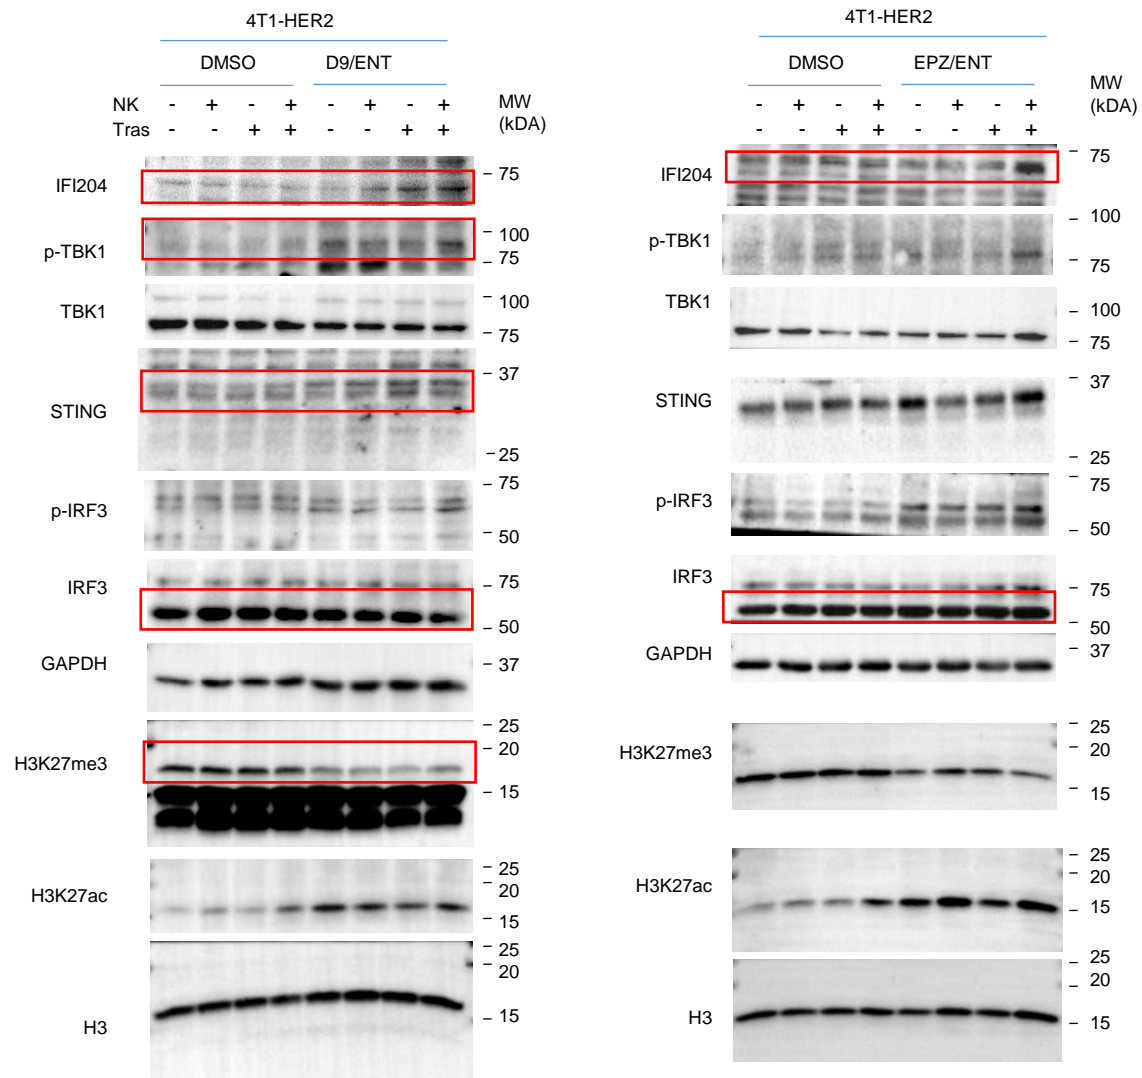 4T1-HER2
DMSO D9/ENT
NK - + - + - + - + MW
(kDA)
Tras - - + + - - + +
IFI204 - 75
p-TBK1 - 100
- 75
TBK1 - 100
- 75
STING - 37
- 25
p-IRF3 - 75
- 50
IRF3 - 75
- 50
GAPDH - 37
H3K27me3 - 25
- 20
- 15
H3K27ac - 25
- 20
- 15
H3 - 25
- 20
- 15
4T1-HER2
DMSO EPZ/ENT
MW
(kDA)
- + - + - + - +
- - + + - - + +
IFI204 - 75
p-TBK1 - 100
- 75
TBK1 - 100
- 75
STING - 37
- 25
p-IRF3 - 75
- 50
IRF3 - 75
- 50
GAPDH - 37
H3K27me3 - 25
- 20
- 15
H3K27ac - 25
- 20
- 15
H3 - 25
- 20
- 15